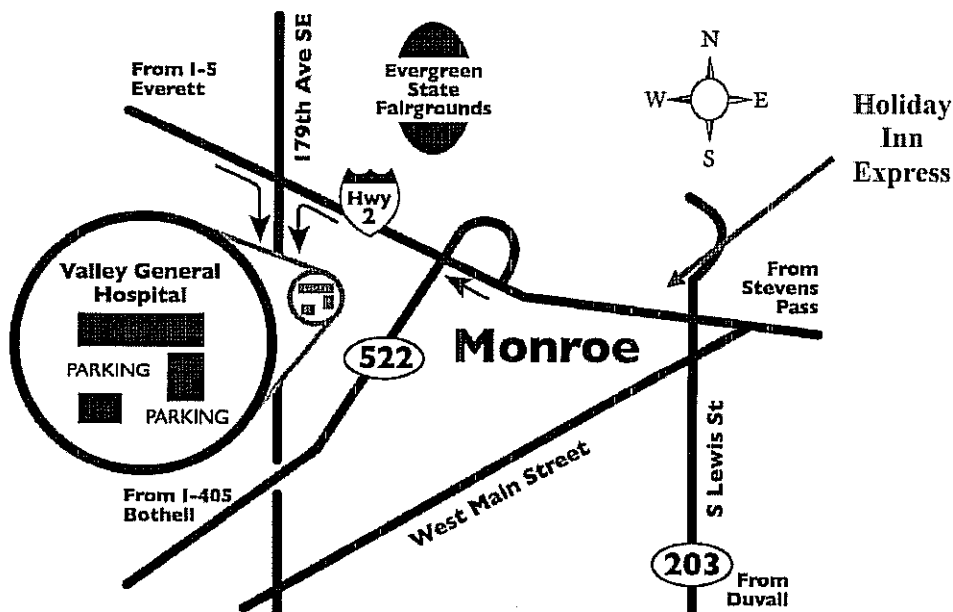 From I-5
Everett
179th Ave SE
Evergreen
State
Fairgrounds
N
W
E
S
Holiday
Inn
Express
Hwy
2
Valley General
Hospital
PARKING
PARKING
From
Stevens
Pass
522
Monroe
From I-405
Bothell
West Main Street
S Lewis St
203
From
Duvall